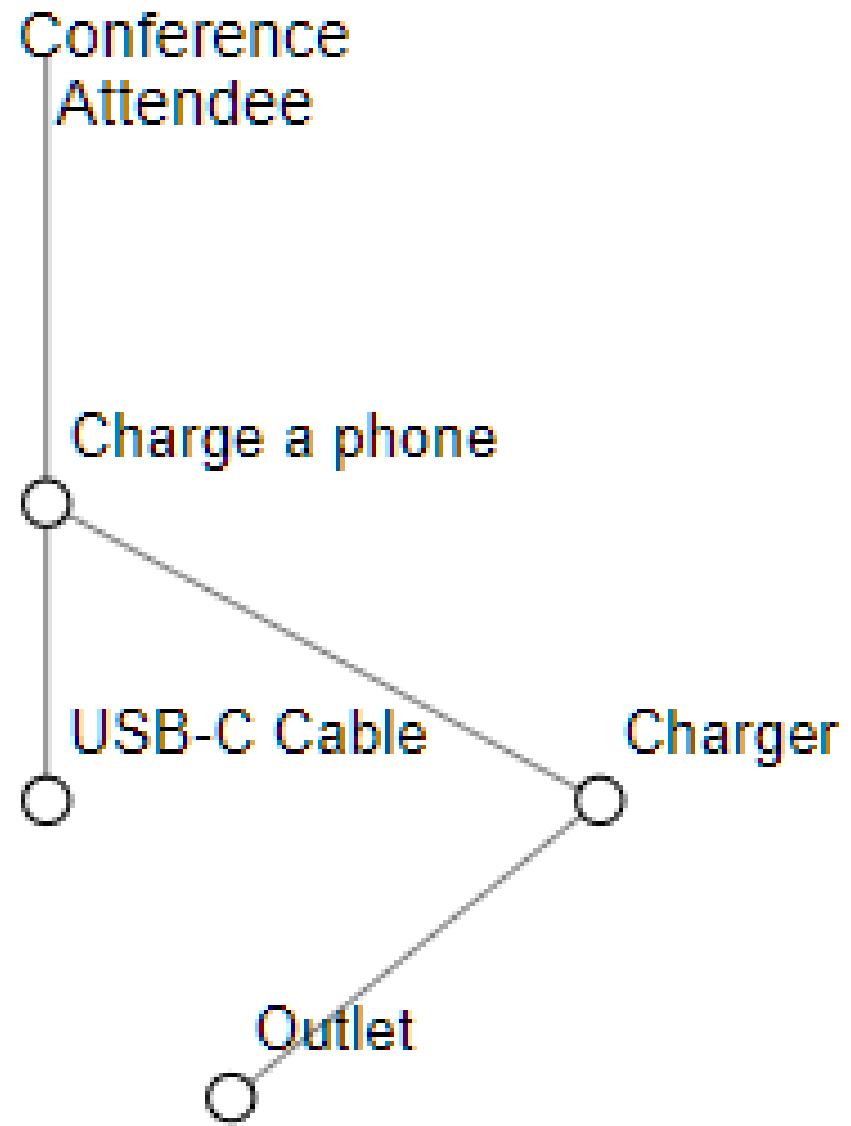 Conference
Attendee
Charge a phone
USB-C Cable
Charger
Outlet